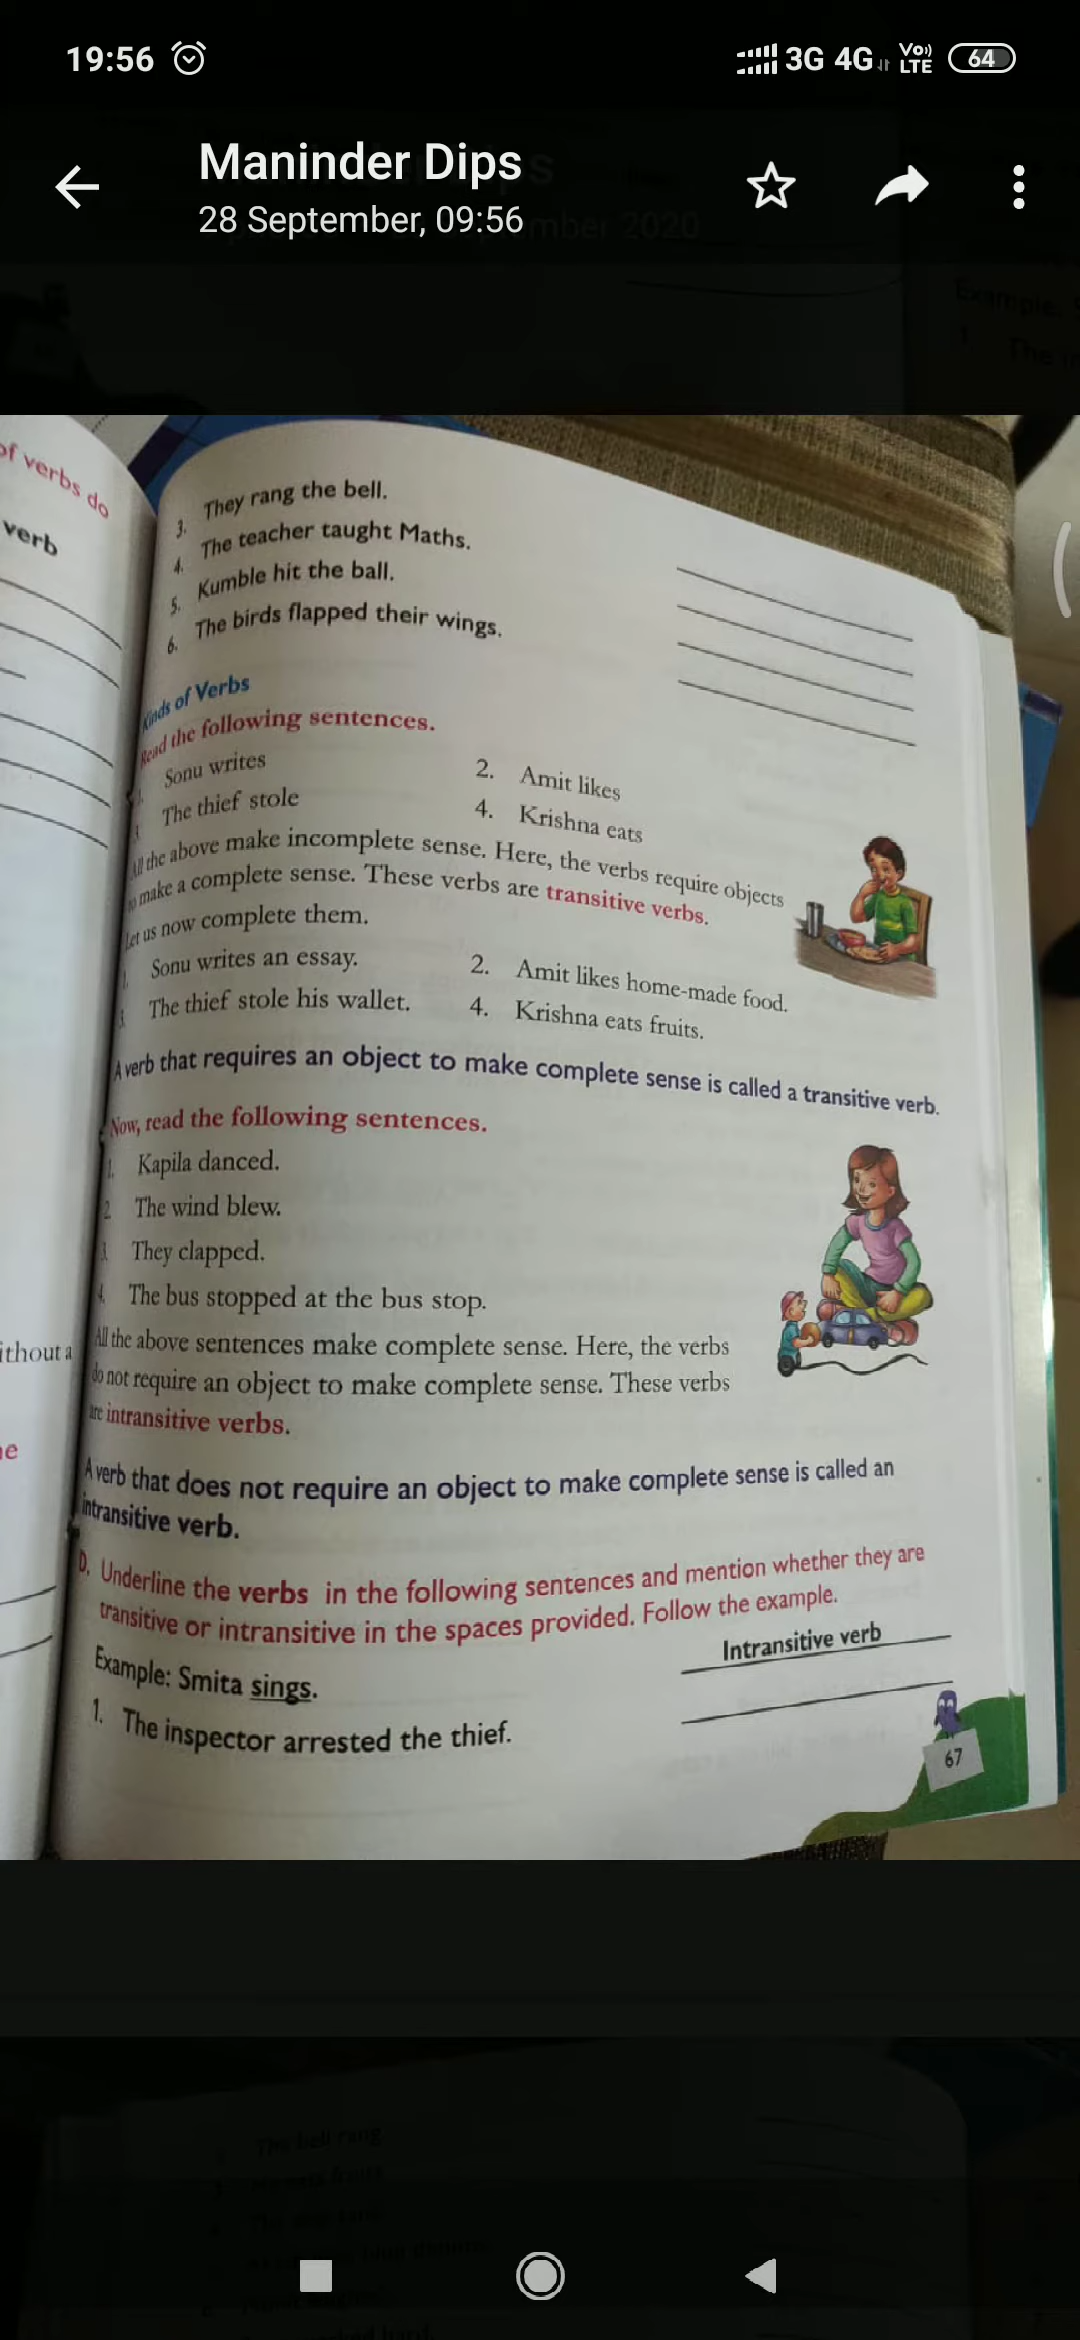 19:56 3G 4G Vo)) LTE 64
Maninder Dips
28 September, 09:56
of verbs do
verb
3. They rang the bell.
4. The teacher taught Maths.
5. Kumble hit the ball.
6. The birds flapped their wings.
Kinds of Verbs
Read the following sentences.
Sonu writes 2. Amit likes
The thief stole 4. Krishna eats
All the above make incomplete sense. Here, the verbs require objects
to make a complete sense. These verbs are transitive verbs.
Let us now complete them.
Sonu writes an essay. 2. Amit likes home-made food.
The thief stole his wallet. 4. Krishna eats fruits.
A verb that requires an object to make complete sense is called a transitive verb.
Now, read the following sentences.
1. Kapila danced.
2 The wind blew.
3. They clapped.
4. The bus stopped at the bus stop.
All the above sentences make complete sense. Here, the verbs
do not require an object to make complete sense. These verbs
are intransitive verbs.
ithout a
A verb that does not require an object to make complete sense is called an
intransitive verb.
D. Underline the verbs in the following sentences and mention whether they are
transitive or intransitive in the spaces provided. Follow the example.
Example: Smita sings. Intransitive verb
1. The inspector arrested the thief.
67